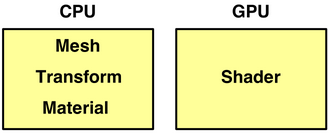 CPU
Mesh
Transform
Material
GPU
Shader